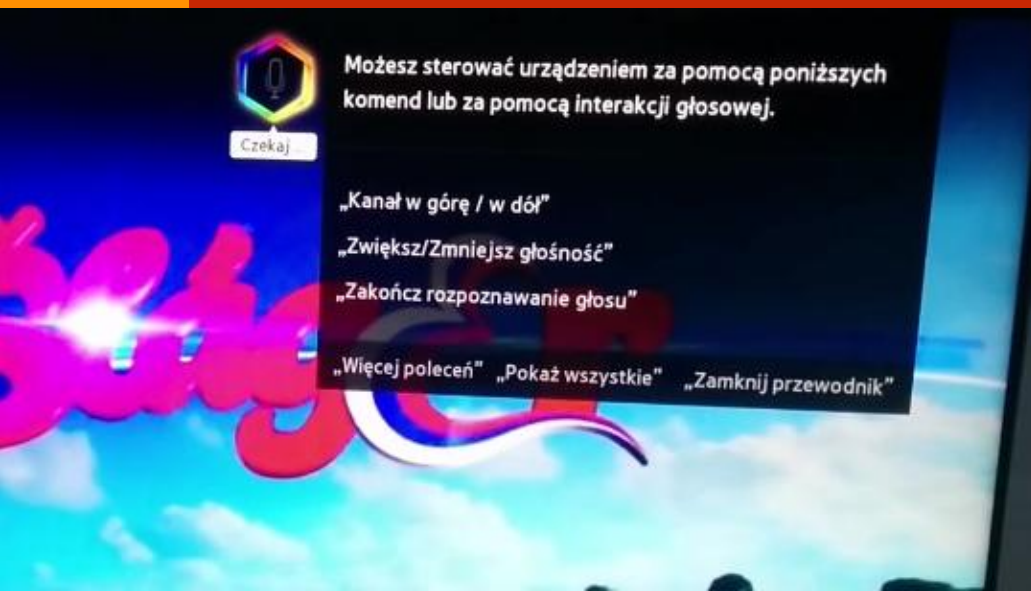 Możesz sterować urządzeniem za pomocą poniższych
komend lub za pomocą interakcji głosowej.
Czekaj ...
„Kanał w górę / w dół”
„Zwiększ/Zmniejsz głośność”
„Zakończ rozpoznawanie głosu”
„Więcej poleceń” „Pokaż wszystkie” „Zamknij przewodnik”